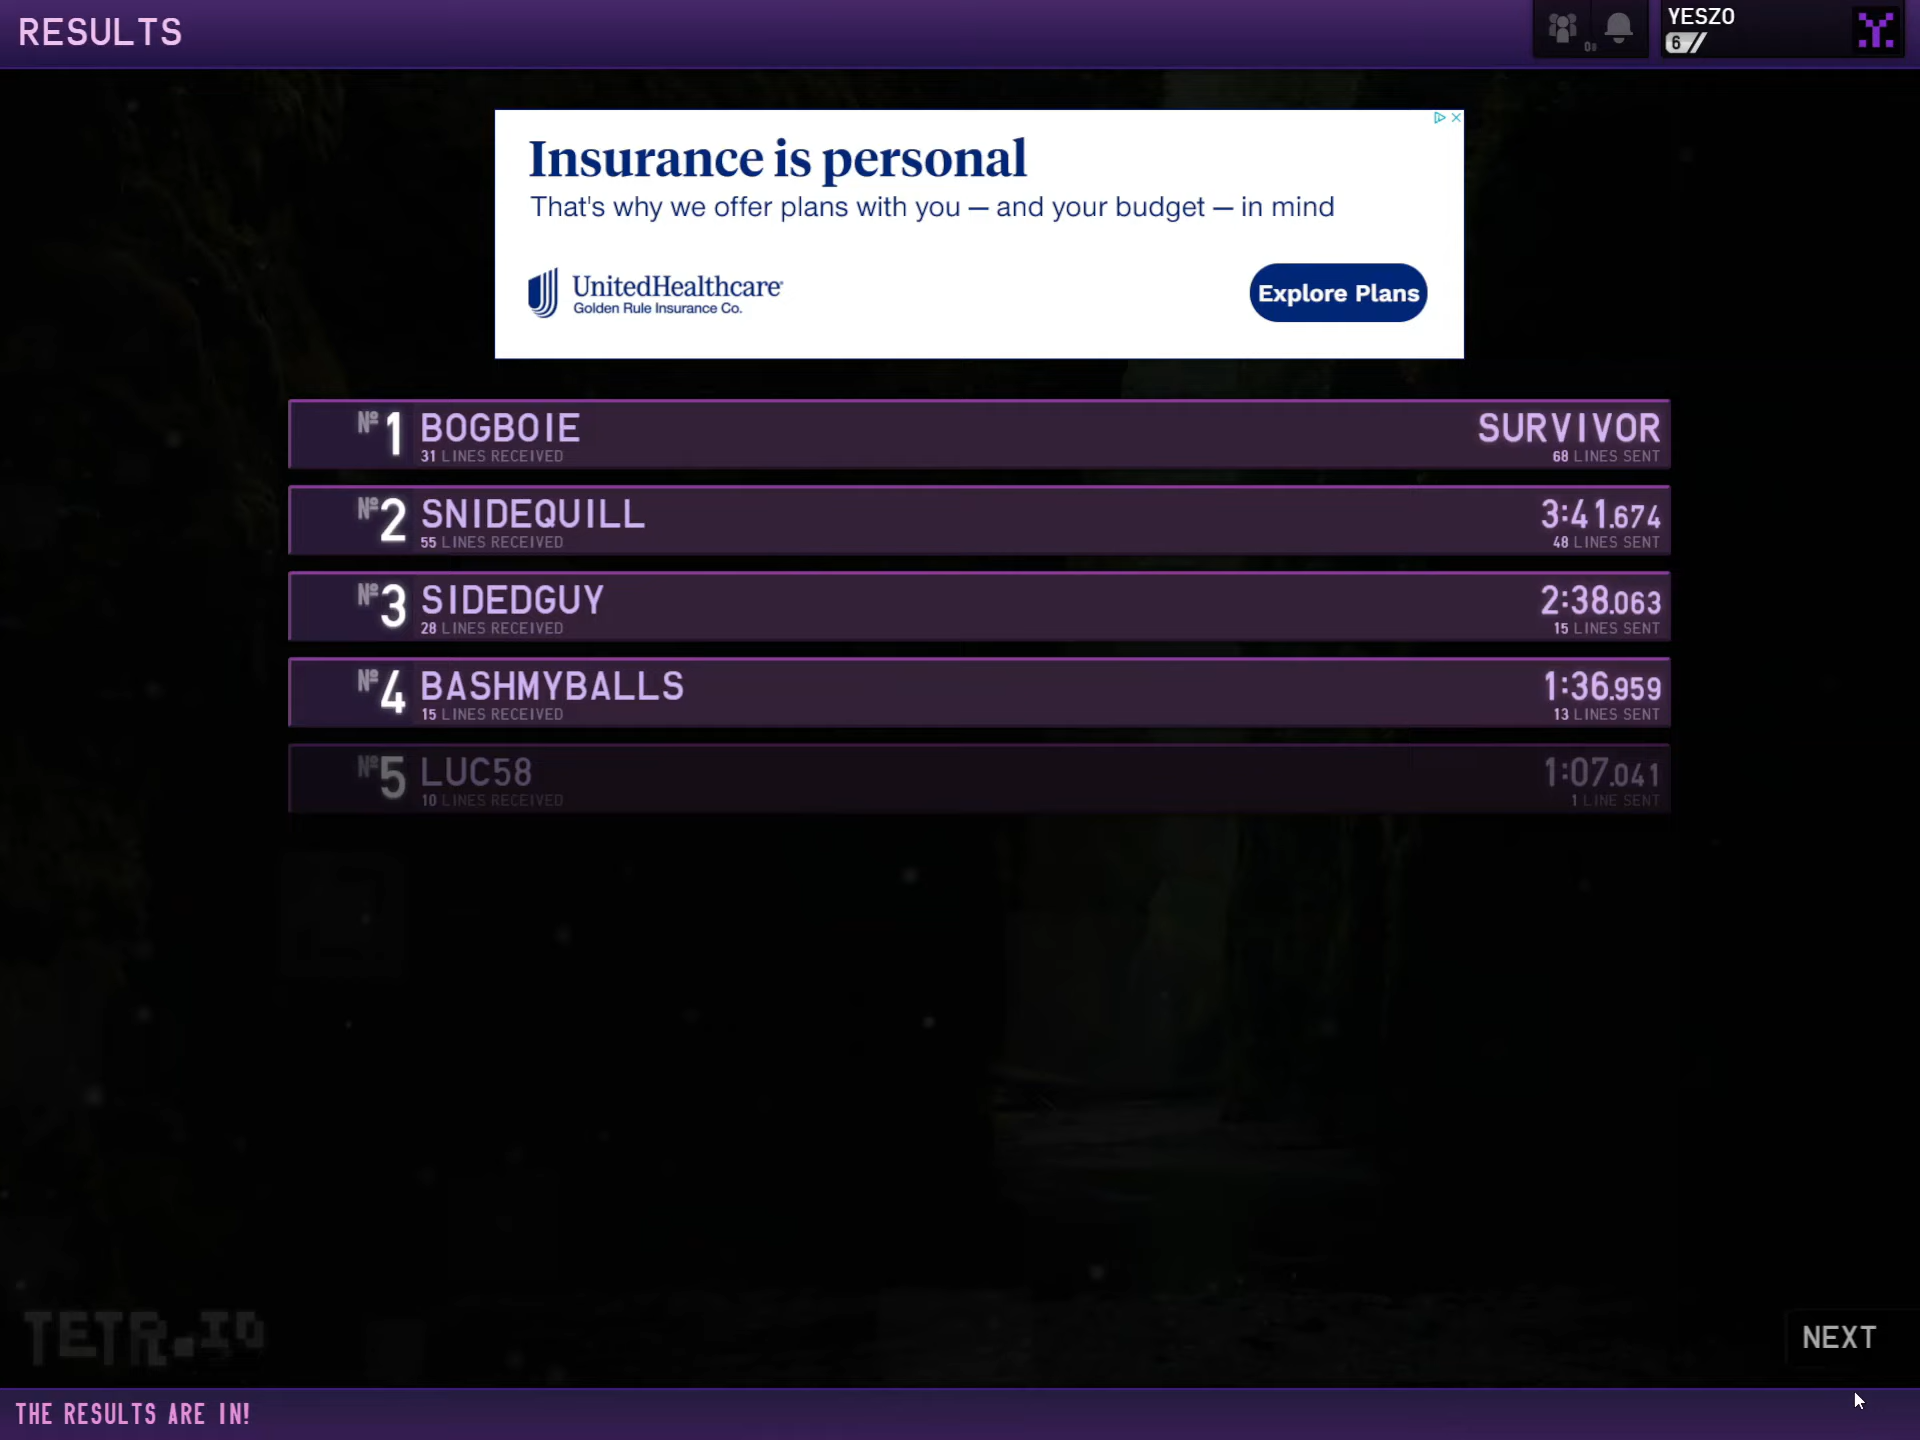 RESULTS
YESZO
6
Insurance is personal
That's why we offer plans with you — and your budget — in mind
UnitedHealthcare
Golden Rule Insurance Co.
Explore Plans
Nº1 BOGBOIE SURVIVOR
31 LINES RECEIVED 68 LINES SENT
Nº2 SNIDEQUILL 3:41.674
55 LINES RECEIVED 48 LINES SENT
Nº3 SIDEDGUY 2:38.063
28 LINES RECEIVED 15 LINES SENT
Nº4 BASHMYBALLS 1:36.959
15 LINES RECEIVED 13 LINES SENT
Nº5 LUC58 1:07.041
10 LINES RECEIVED 1 LINE SENT
TETR.IO
NEXT
THE RESULTS ARE IN!